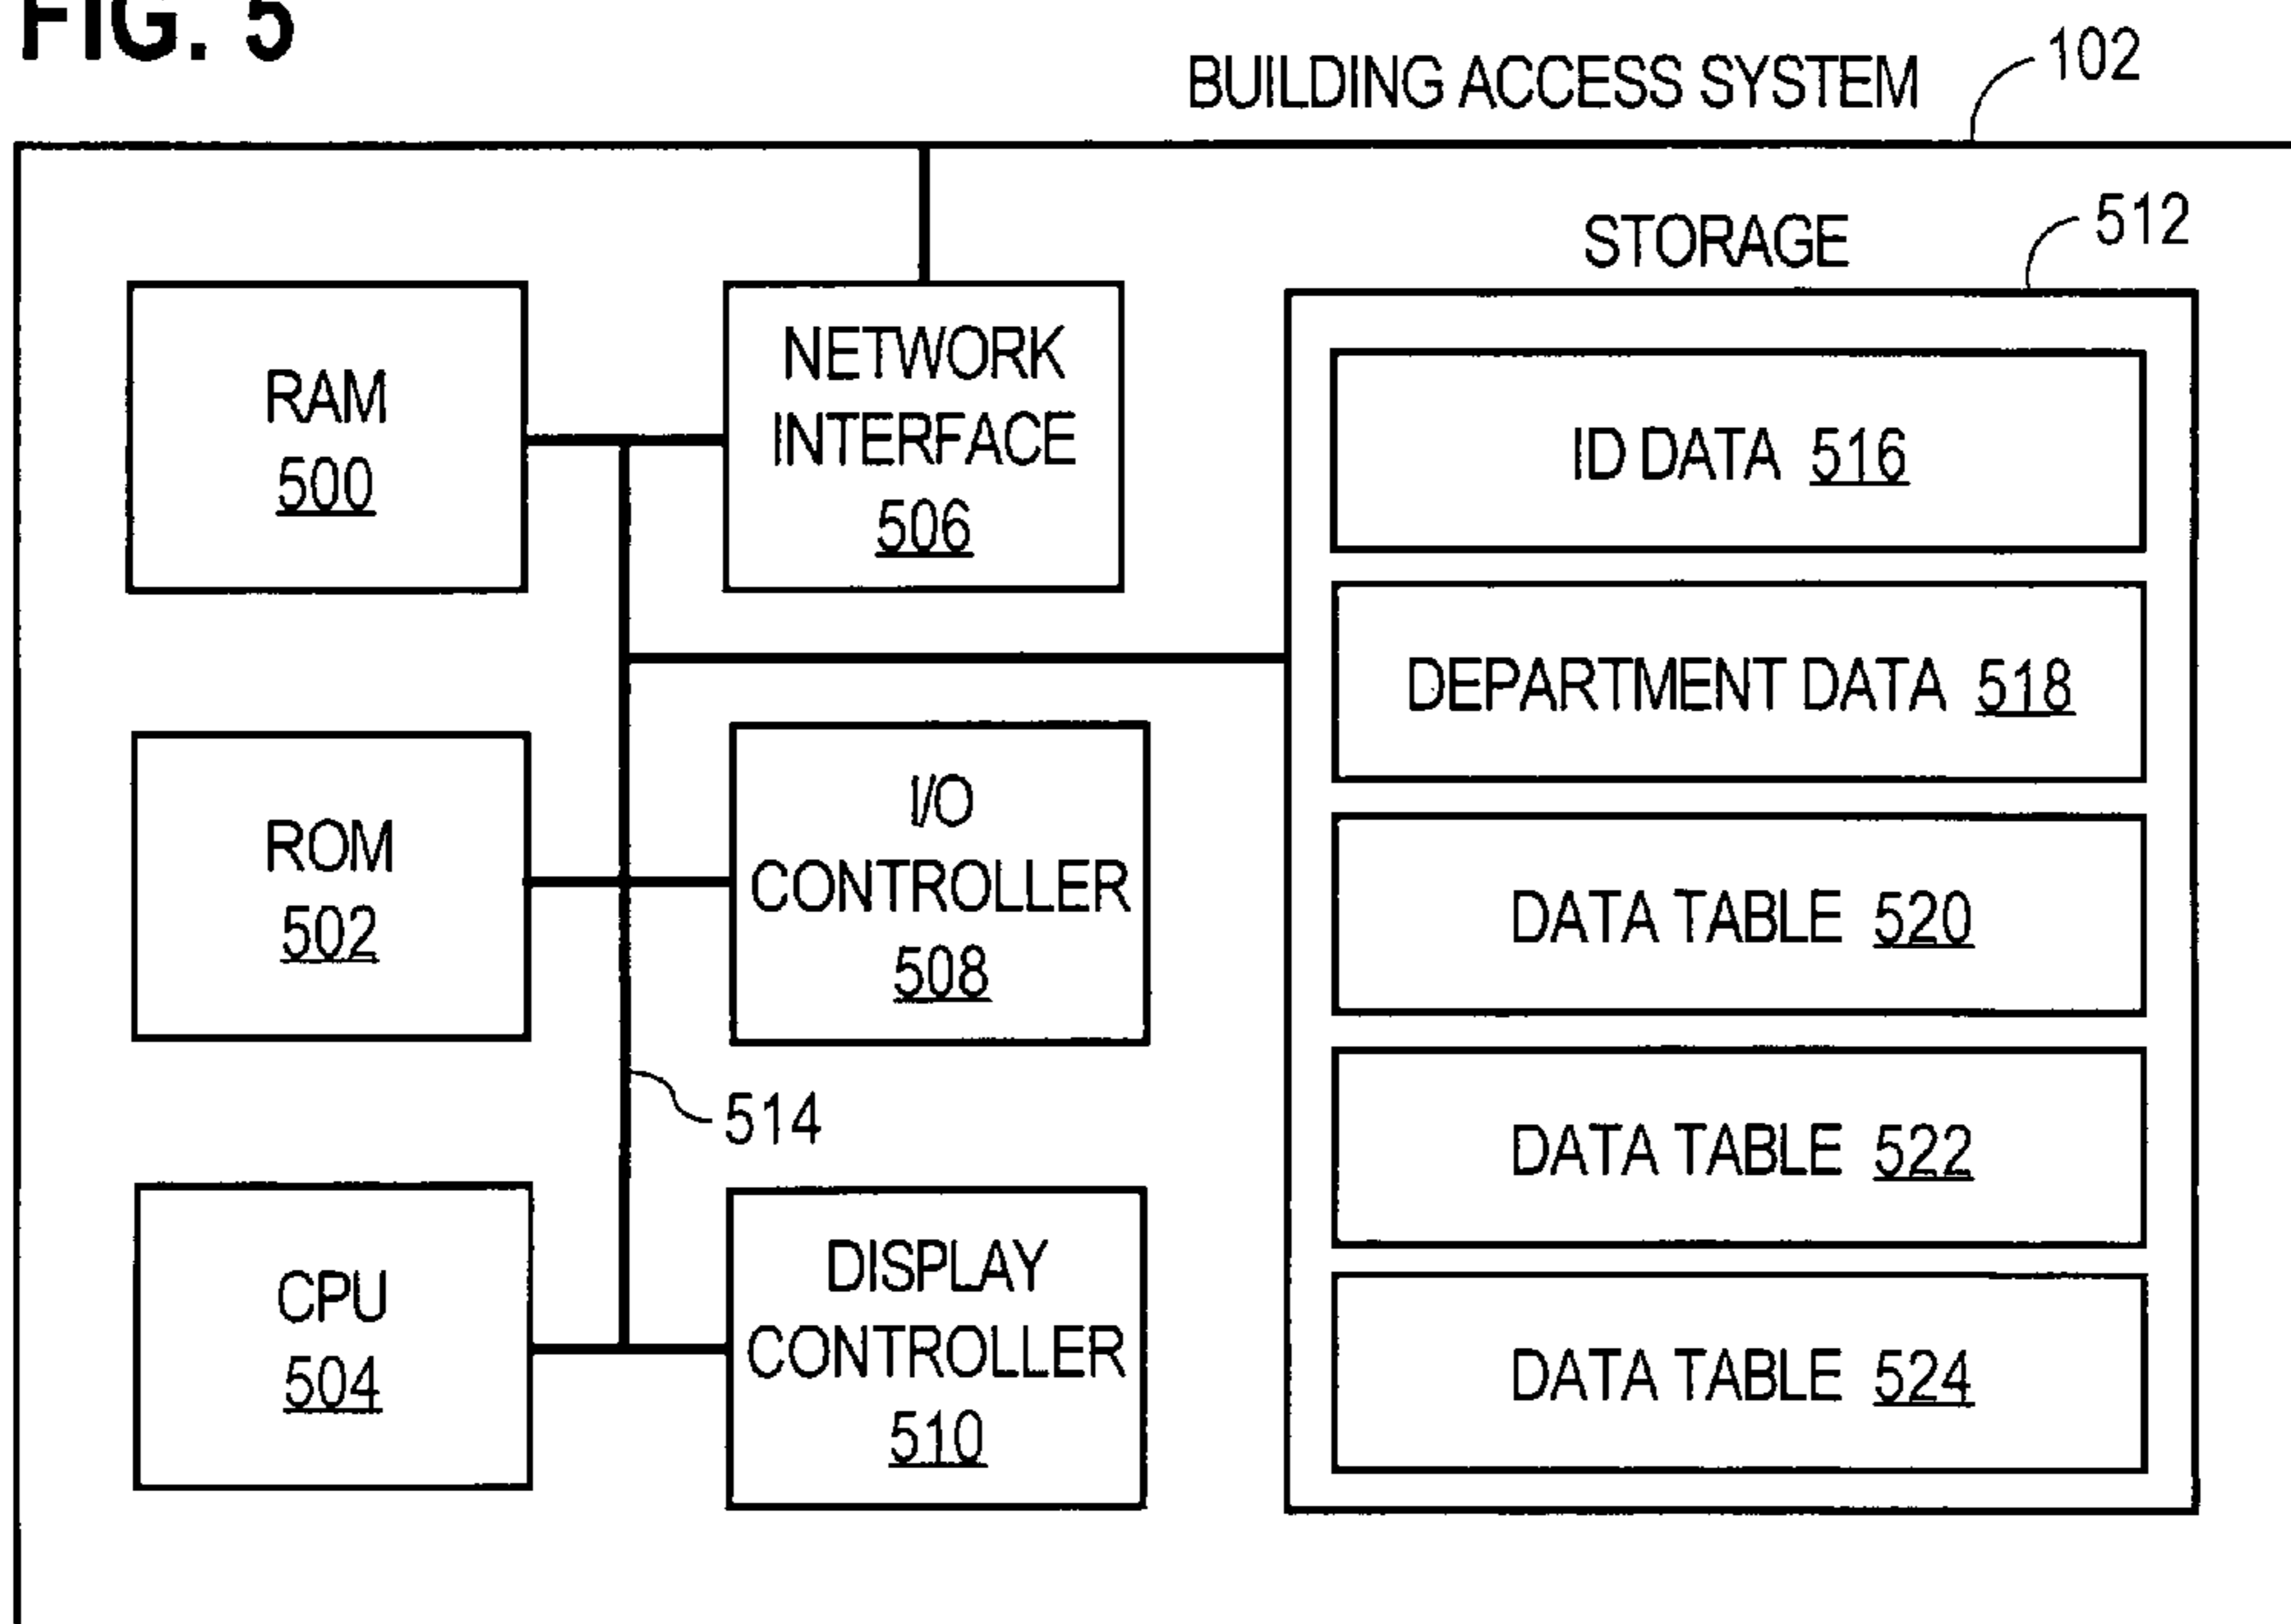 FIG. 5
BUILDING ACCESS SYSTEM
102
STORAGE
512
RAM
500
NETWORK
INTERFACE
506
ROM
502
I/O
CONTROLLER
508
514
CPU
504
DISPLAY
CONTROLLER
510
ID DATA 516
DEPARTMENT DATA 518
DATA TABLE 520
DATA TABLE 522
DATA TABLE 524